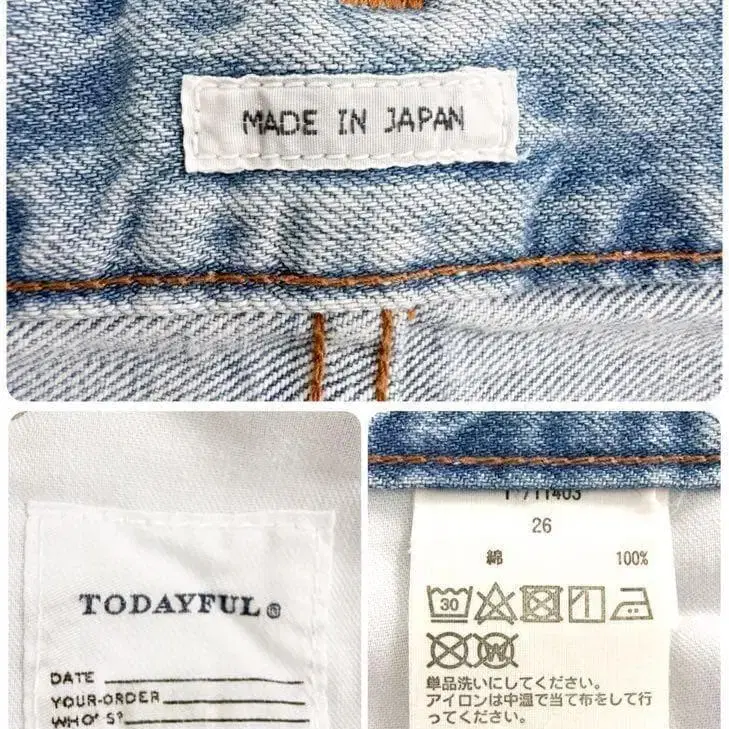 MADE IN JAPAN
TODAYFUL®
DATE
YOUR-ORDER
WHO'S?
26
綿 100%
30
W
単品洗いにしてください。
アイロンは中温で当て布をして行
ってください。